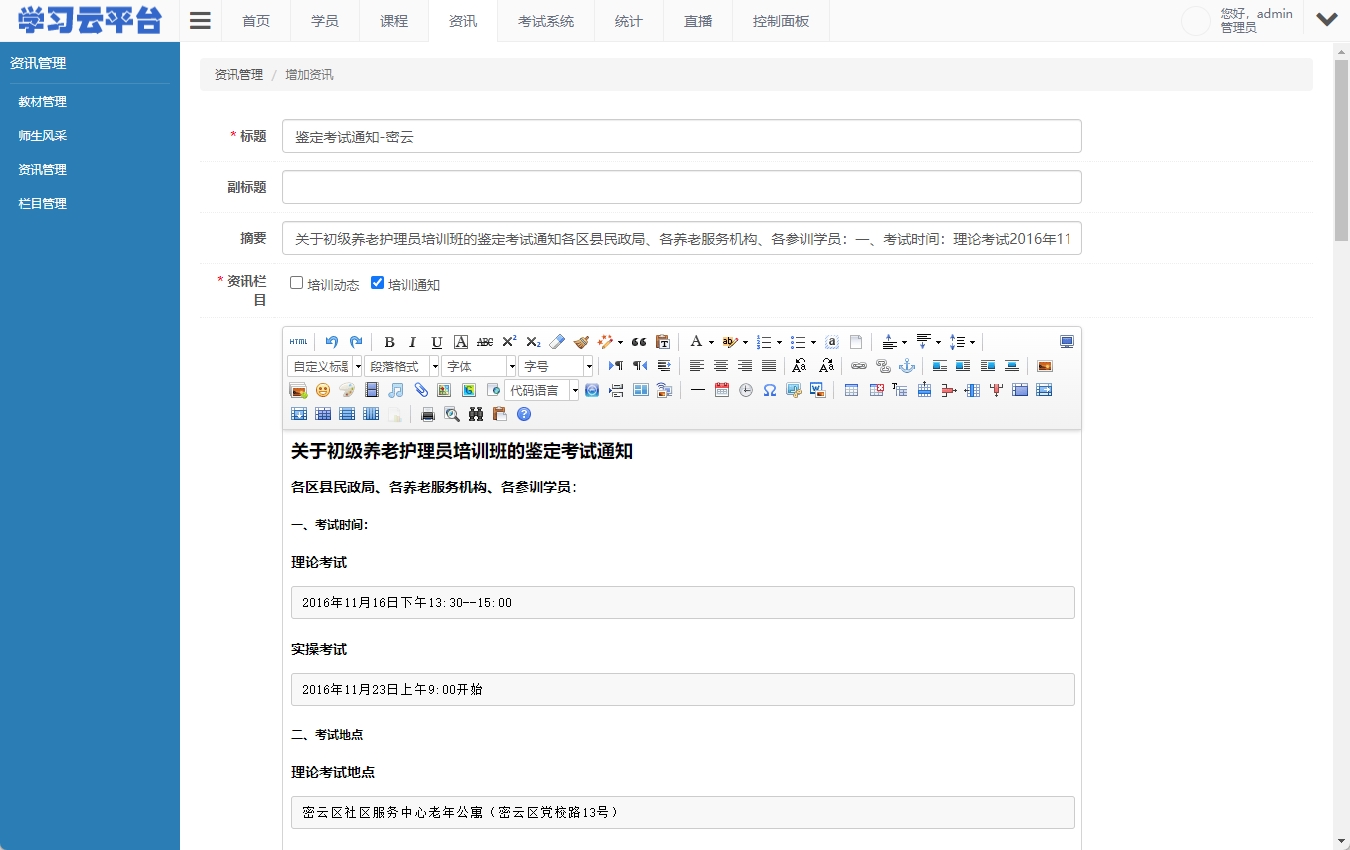 学习云平台
首页 学员 课程 资讯 考试系统 统计 直播 控制面板
您好，admin
管理员
资讯管理
教材管理
师生风采
资讯管理
栏目管理
资讯管理 / 增加资讯
* 标题 鉴定考试通知-密云
副标题
摘要 关于初级养老护理员培训班的鉴定考试通知各区县民政局、各养老服务机构、各参训学员：一、考试时间：理论考试2016年11
* 资讯栏
目
培训动态 培训通知
HTML B I U A ABC X² X₂ A ab a
自定义标题 段落格式 字体 字号
代码语言
关于初级养老护理员培训班的鉴定考试通知
各区县民政局、各养老服务机构、各参训学员：
一、考试时间：
理论考试
2016年11月16日下午13:30--15:00
实操考试
2016年11月23日上午9:00开始
二、考试地点
理论考试地点
密云区社区服务中心老年公寓（密云区党校路13号）